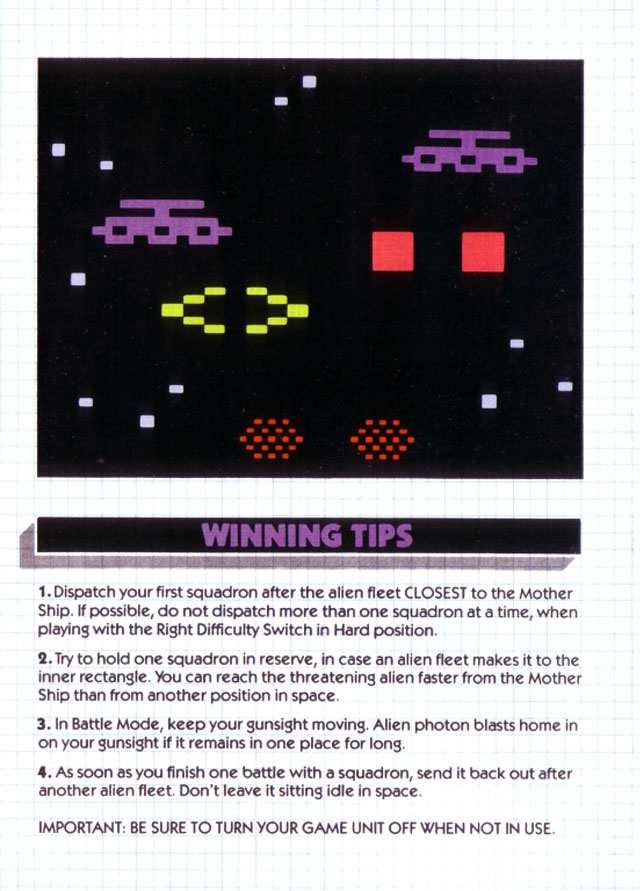 WINNING TIPS
1. Dispatch your first squadron after the alien fleet CLOSEST to the Mother
Ship. If possible, do not dispatch more than one squadron at a time, when
playing with the Right Difficulty Switch in Hard position.
2. Try to hold one squadron in reserve, in case an alien fleet makes it to the
inner rectangle. You can reach the threatening alien faster from the Mother
Ship than from another position in space.
3. In Battle Mode, keep your gunsight moving. Alien photon blasts home in
on your gunsight if it remains in one place for long.
4. As soon as you finish one battle with a squadron, send it back out after
another alien fleet. Don't leave it sitting idle in space.
IMPORTANT: BE SURE TO TURN YOUR GAME UNIT OFF WHEN NOT IN USE.